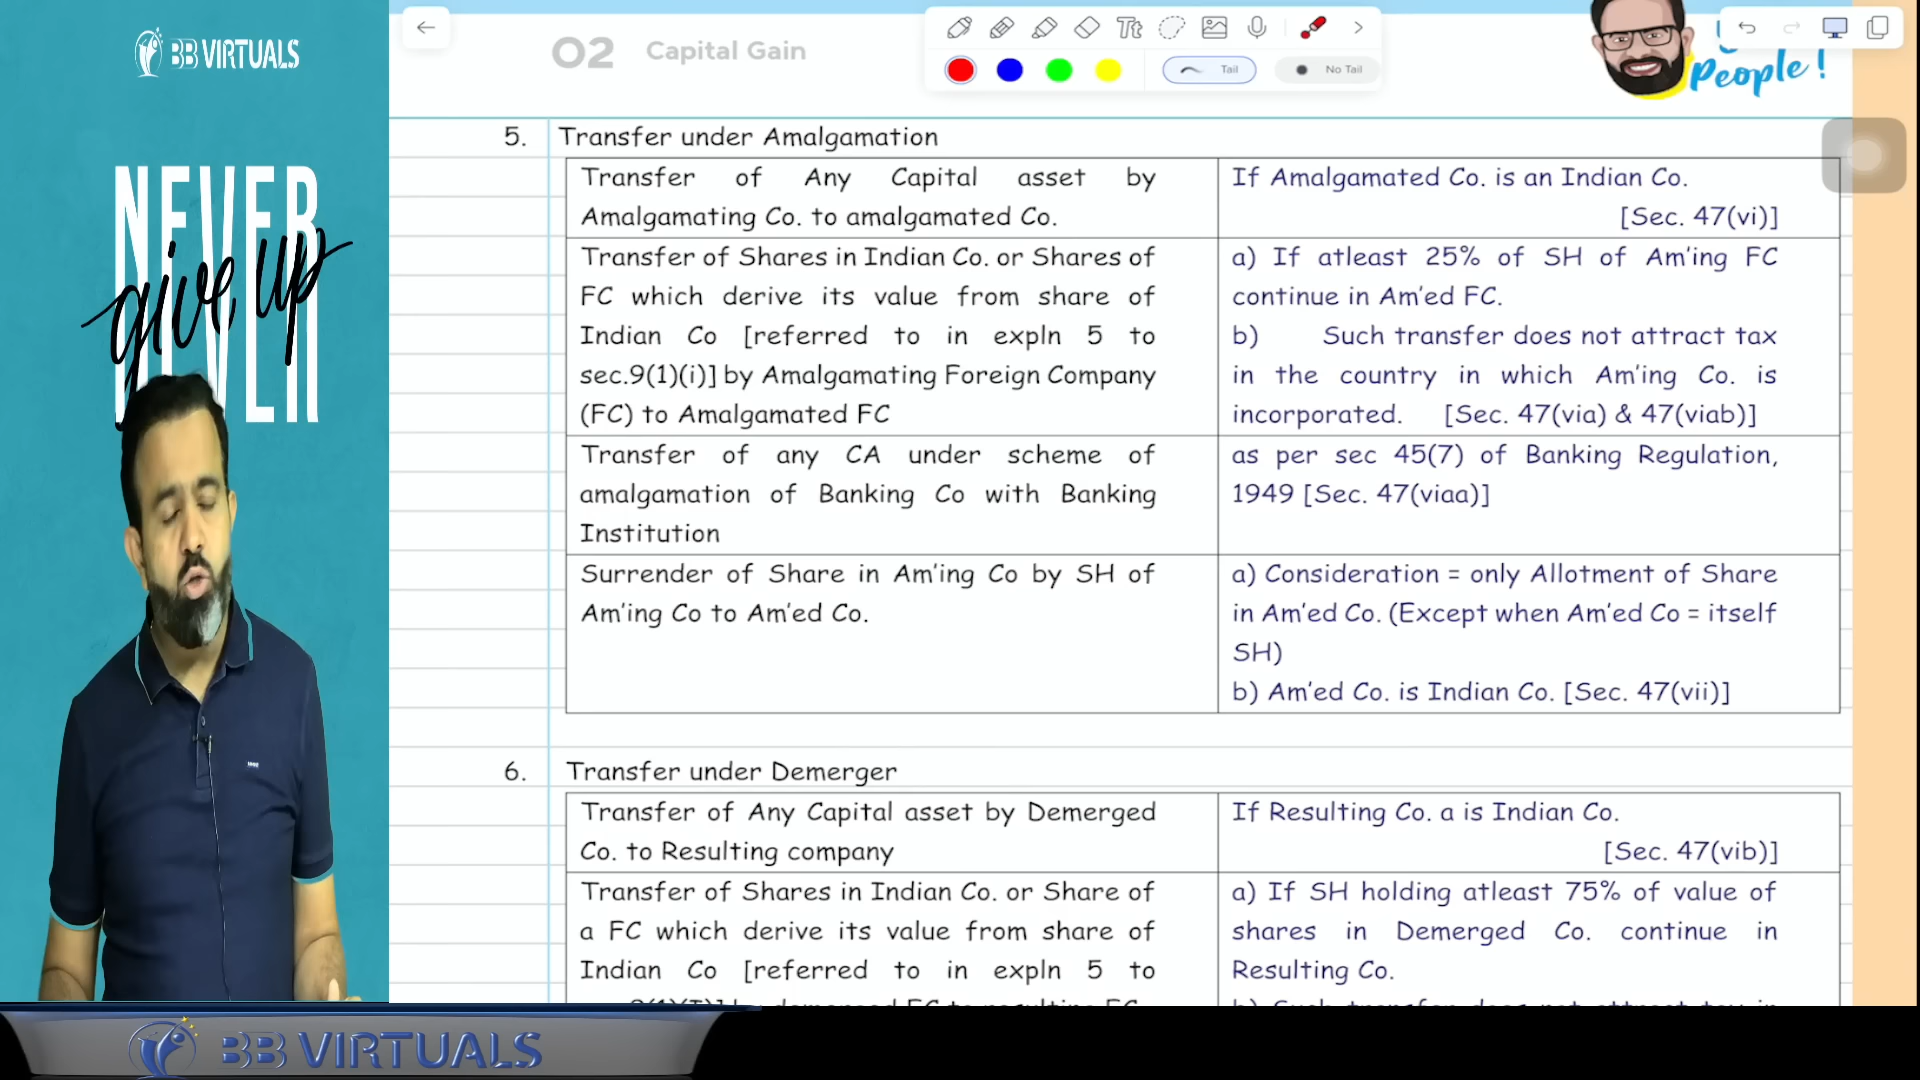 BB VIRTUALS
NEVER
give up
NEVER
02 Capital Gain
Tt
Tail
No Tail
People !
5. Transfer under Amalgamation
Transfer of Any Capital asset by
Amalgamating Co. to amalgamated Co.
If Amalgamated Co. is an Indian Co.
[Sec. 47(vi)]
Transfer of Shares in Indian Co. or Shares of
FC which derive its value from share of
Indian Co [referred to in expln 5 to
sec.9(1)(i)] by Amalgamating Foreign Company
(FC) to Amalgamated FC
a) If atleast 25% of SH of Am'ing FC
continue in Am'ed FC.
b) Such transfer does not attract tax
in the country in which Am'ing Co. is
incorporated. [Sec. 47(via) & 47(viab)]
Transfer of any CA under scheme of
amalgamation of Banking Co with Banking
Institution
as per sec 45(7) of Banking Regulation,
1949 [Sec. 47(viaa)]
Surrender of Share in Am'ing Co by SH of
Am'ing Co to Am'ed Co.
a) Consideration = only Allotment of Share
in Am'ed Co. (Except when Am'ed Co = itself
SH)
b) Am'ed Co. is Indian Co. [Sec. 47(vii)]
6. Transfer under Demerger
Transfer of Any Capital asset by Demerged
Co. to Resulting company
If Resulting Co. a is Indian Co.
[Sec. 47(vib)]
Transfer of Shares in Indian Co. or Share of
a FC which derive its value from share of
Indian Co [referred to in expln 5 to
a) If SH holding atleast 75% of value of
shares in Demerged Co. continue in
Resulting Co.
b) Such transfer does not attract tax in
BB VIRTUALS